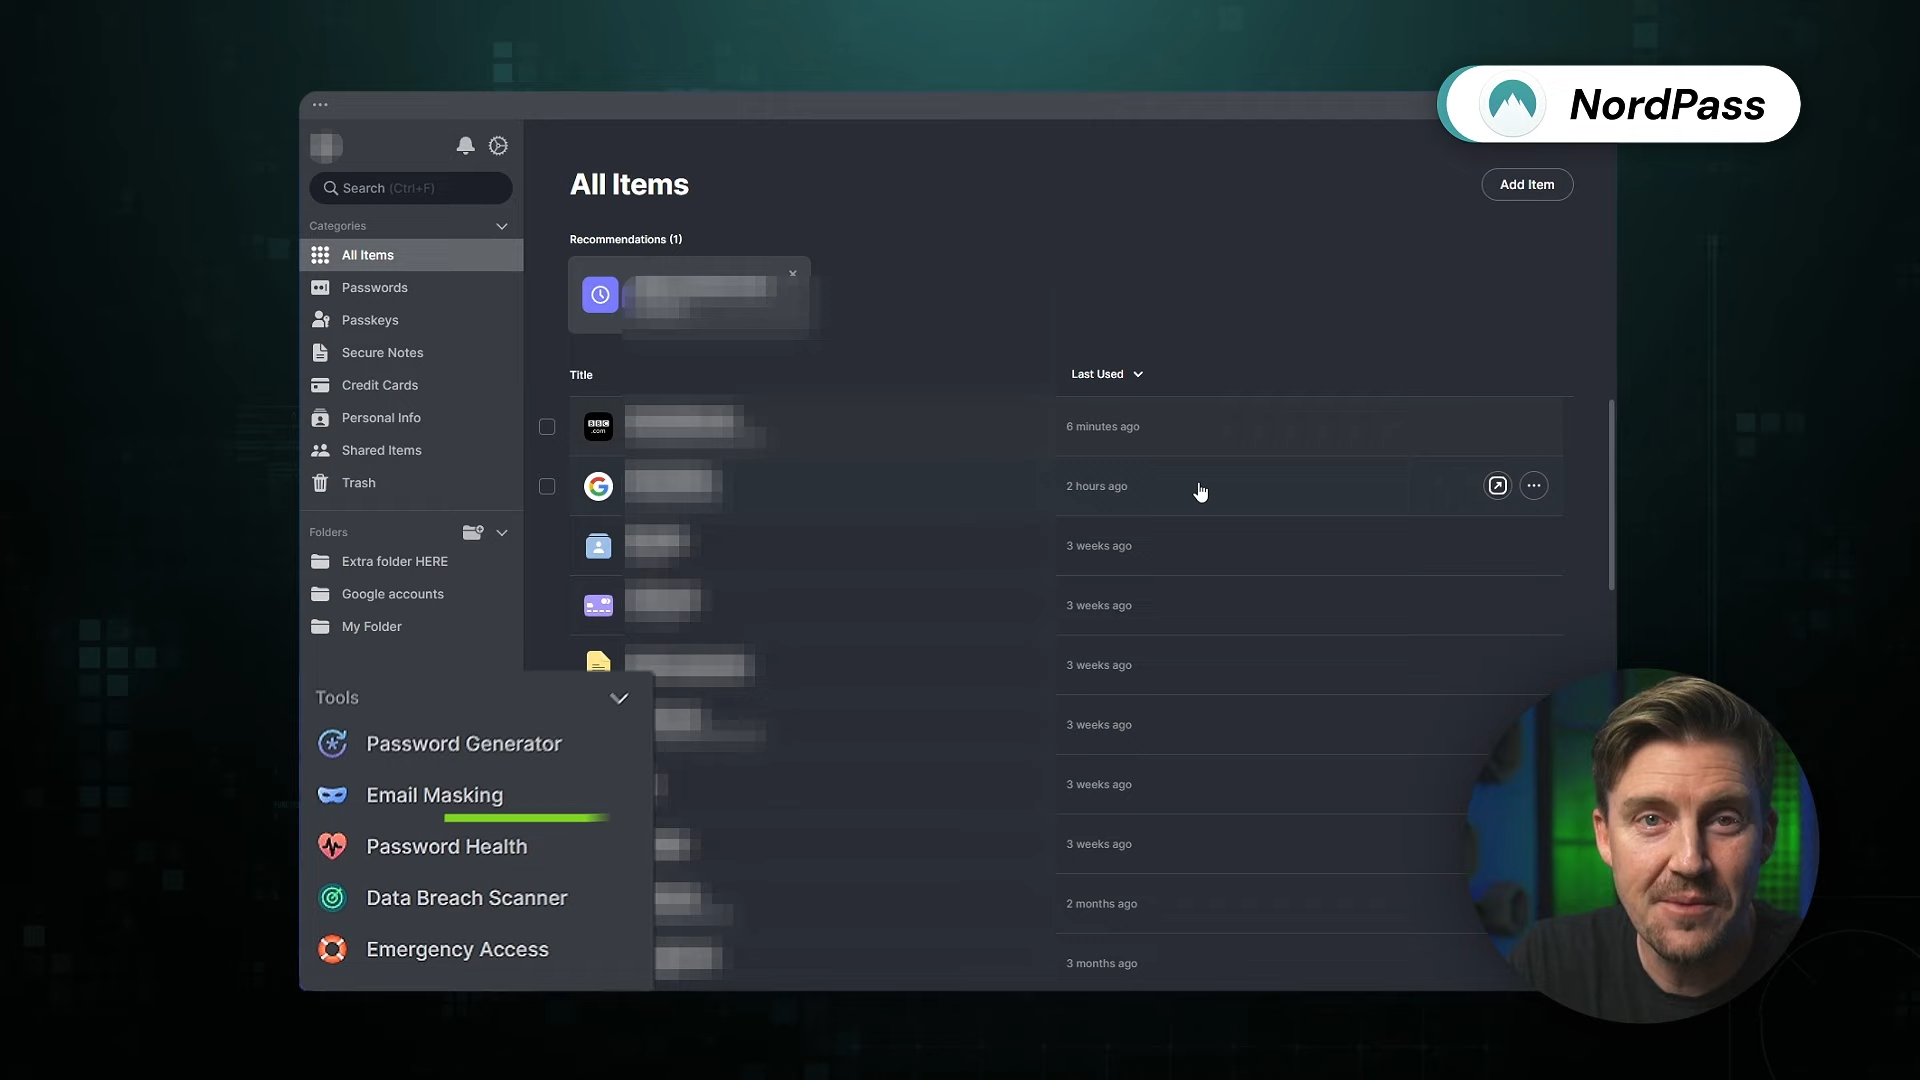 NordPass
Search (Ctrl+F)
Categories
All Items
Passwords
Passkeys
Secure Notes
Credit Cards
Personal Info
Shared Items
Trash
Folders
Extra folder HERE
Google accounts
My Folder
Tools
Password Generator
Email Masking
Password Health
Data Breach Scanner
Emergency Access
All Items
Add Item
Recommendations (1)
Title
Last Used
BBC
.com
6 minutes ago
2 hours ago
3 weeks ago
3 weeks ago
3 weeks ago
3 weeks ago
3 weeks ago
3 weeks ago
2 months ago
3 months ago